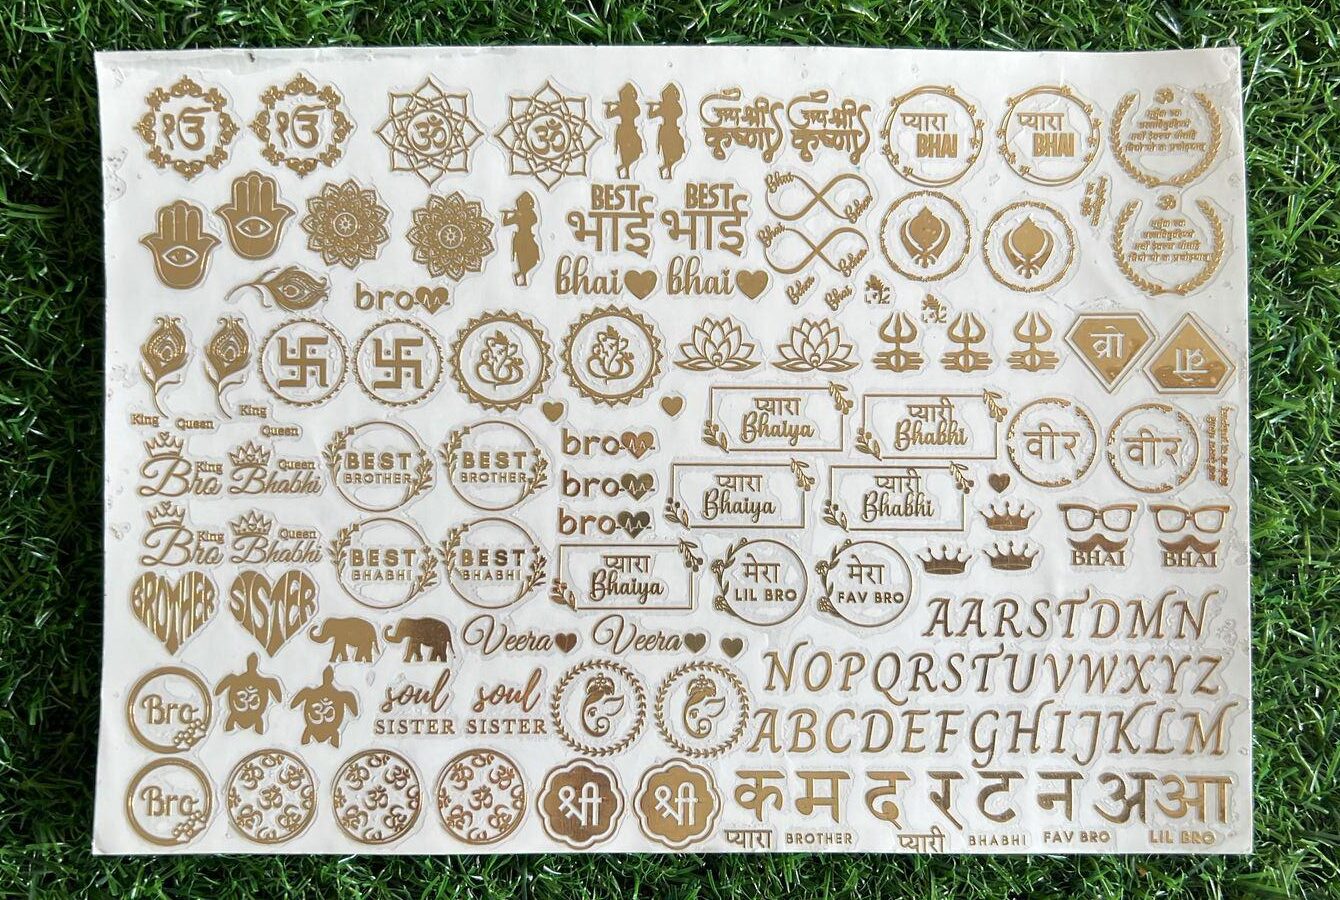 ੴ ੴ ॐ ॐ जय श्री जय श्री प्यारा प्यारा ॐ
कृष्णा कृष्णा BHAI BHAI
BEST BEST Bhai
भाई भाई Bhai
bhai bhai
bro
ॐ
व्रो
King Queen King Queen
प्यारा प्यारी
Bhaiya Bhabhi
वीर वीर
King Queen
Bro Bhabhi
BEST BEST
BROTHER BROTHER
bro
bro
bro
प्यारा प्यारी
Bhaiya Bhabhi
King Queen
Bro Bhabhi
BEST BEST
BHABHI BHABHI
प्यारा
Bhaiya
मेरा मेरा
LIL BRO FAV BRO
BHAI BHAI
BROTHER SISTER
Veera Veera
AARSTDMN
NOPQRSTUVWXYZ
ABCDEFGHIJKLM
Bro ॐ ॐ
soul soul
SISTER SISTER
Bro
ॐ ॐ ॐ
श्री श्री
क म द र ट न अ आ
प्यारा BROTHER प्यारी BHABHI FAV BRO LIL BRO